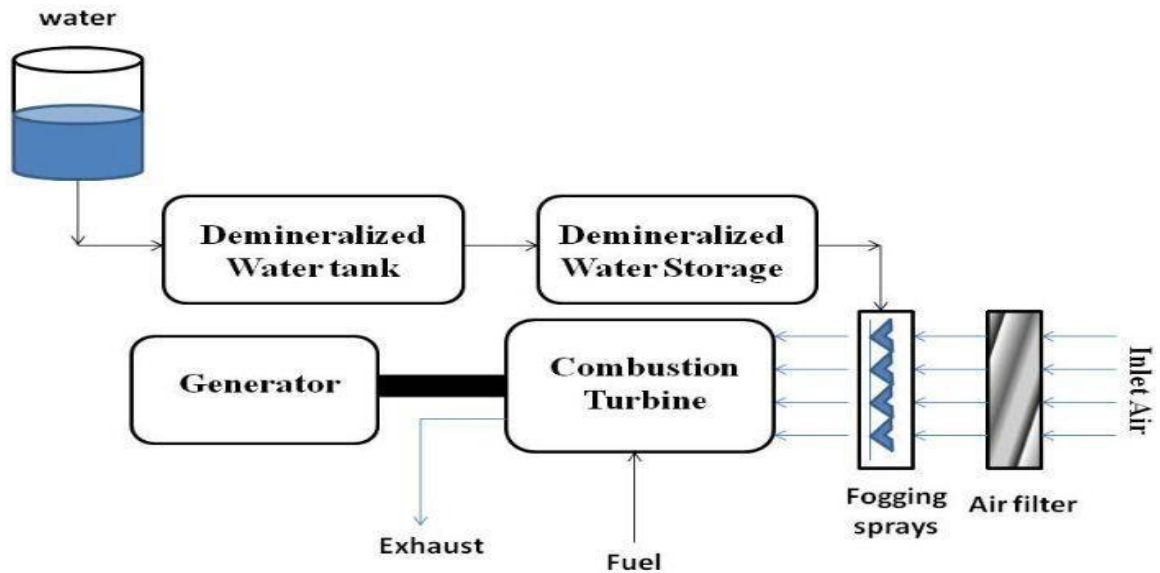 water
Demineralized
Water tank
Demineralized
Water Storage
Generator
Combustion
Turbine
Inlet Air
Fogging
sprays
Air filter
Exhaust
Fuel